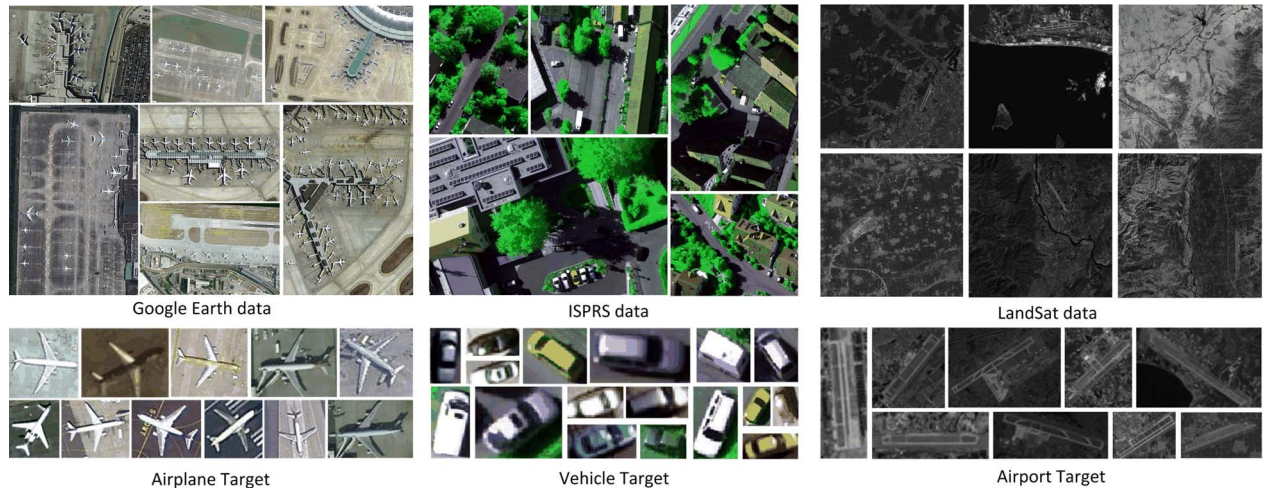 Google Earth data
ISPRS data
LandSat data
Airplane Target
Vehicle Target
Airport Target